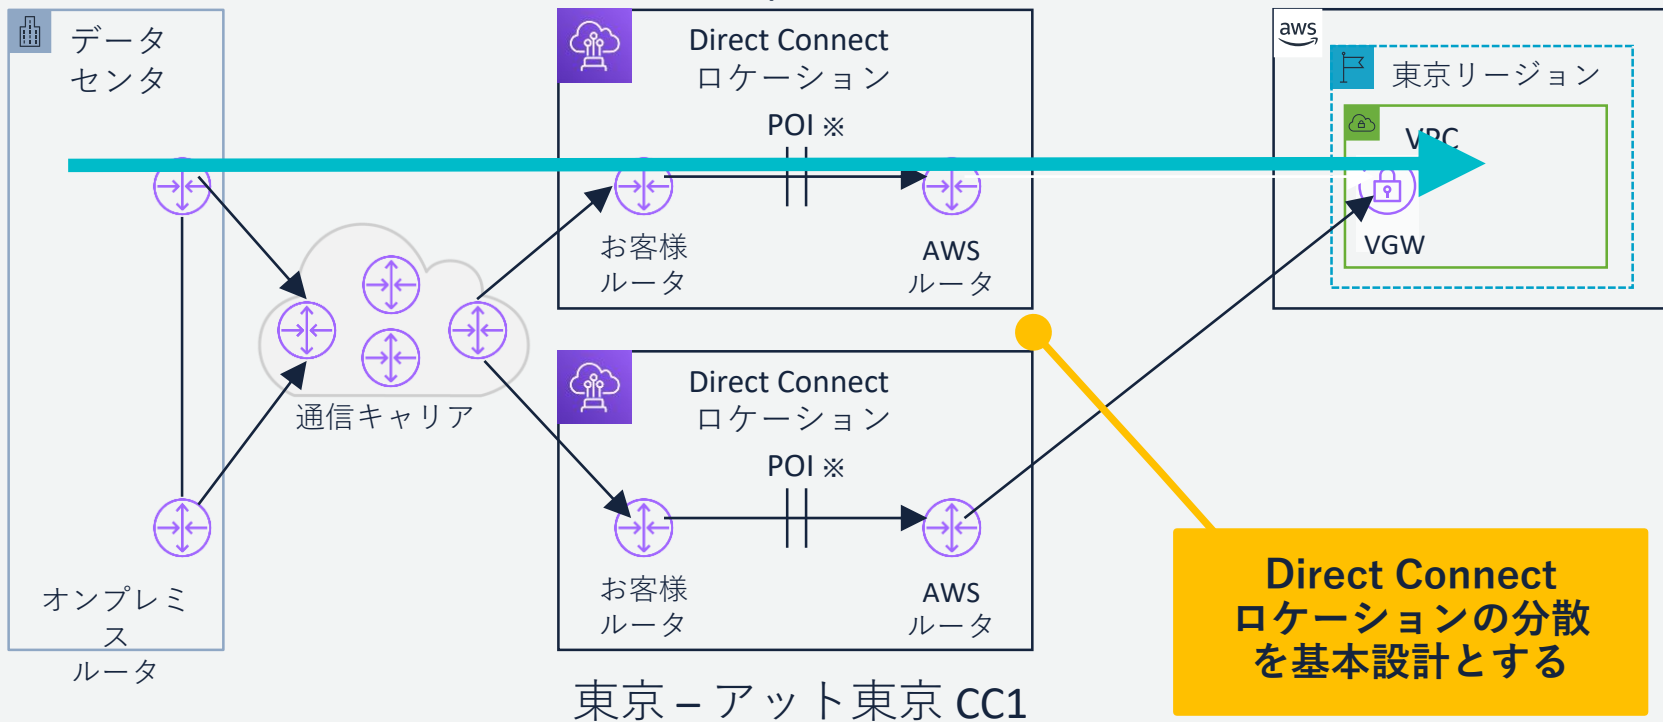 データ
センタ
Direct Connect
ロケーション
POI ※
お客様
ルータ
AWS
ルータ
aws
東京リージョン
VPC
VGW
通信キャリア
Direct Connect
ロケーション
POI ※
お客様
ルータ
AWS
ルータ
オンプレミ
ス
ルータ
Direct Connect
ロケーションの分散
を基本設計とする
東京 – アット東京 CC1